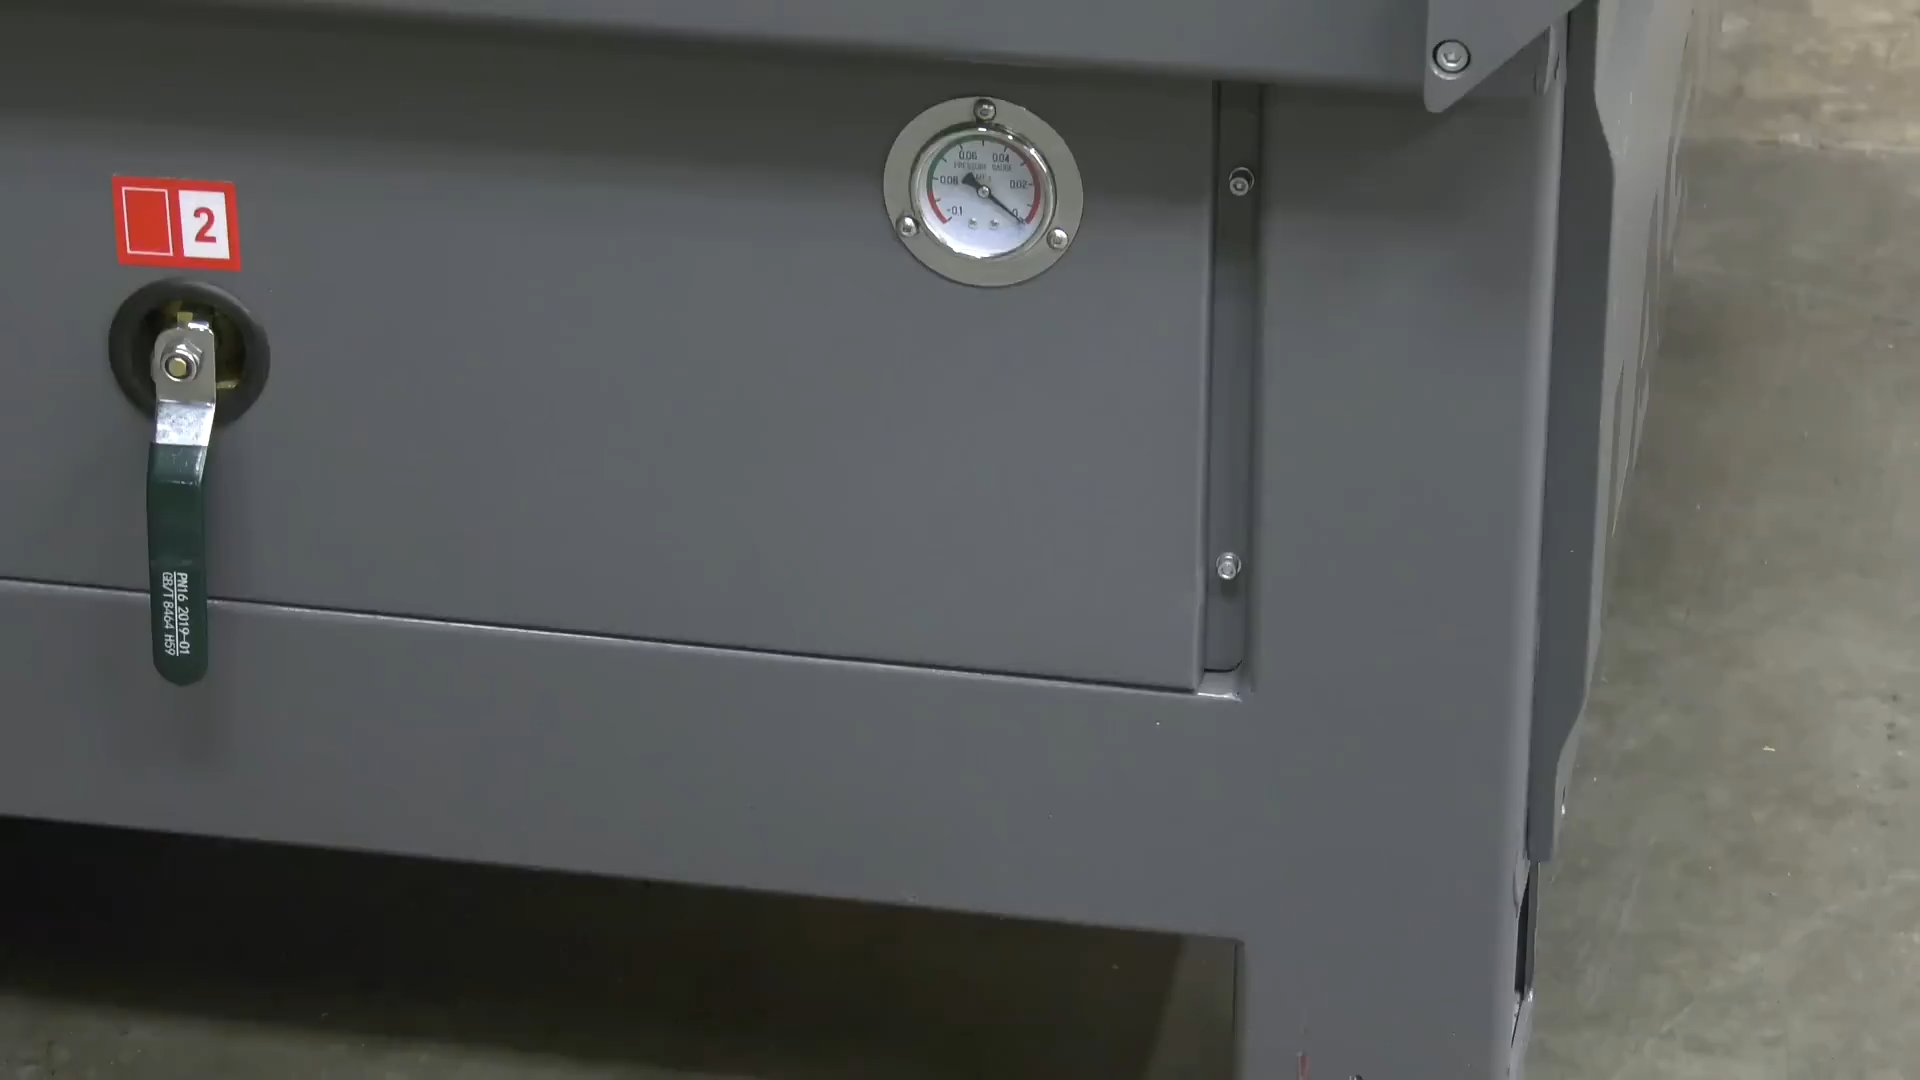 2
0.06 0.04
PRESSURE GAUGE
-0.08 0.02
-0.1 0
PN16 2019-01
GB/T 8464 H59